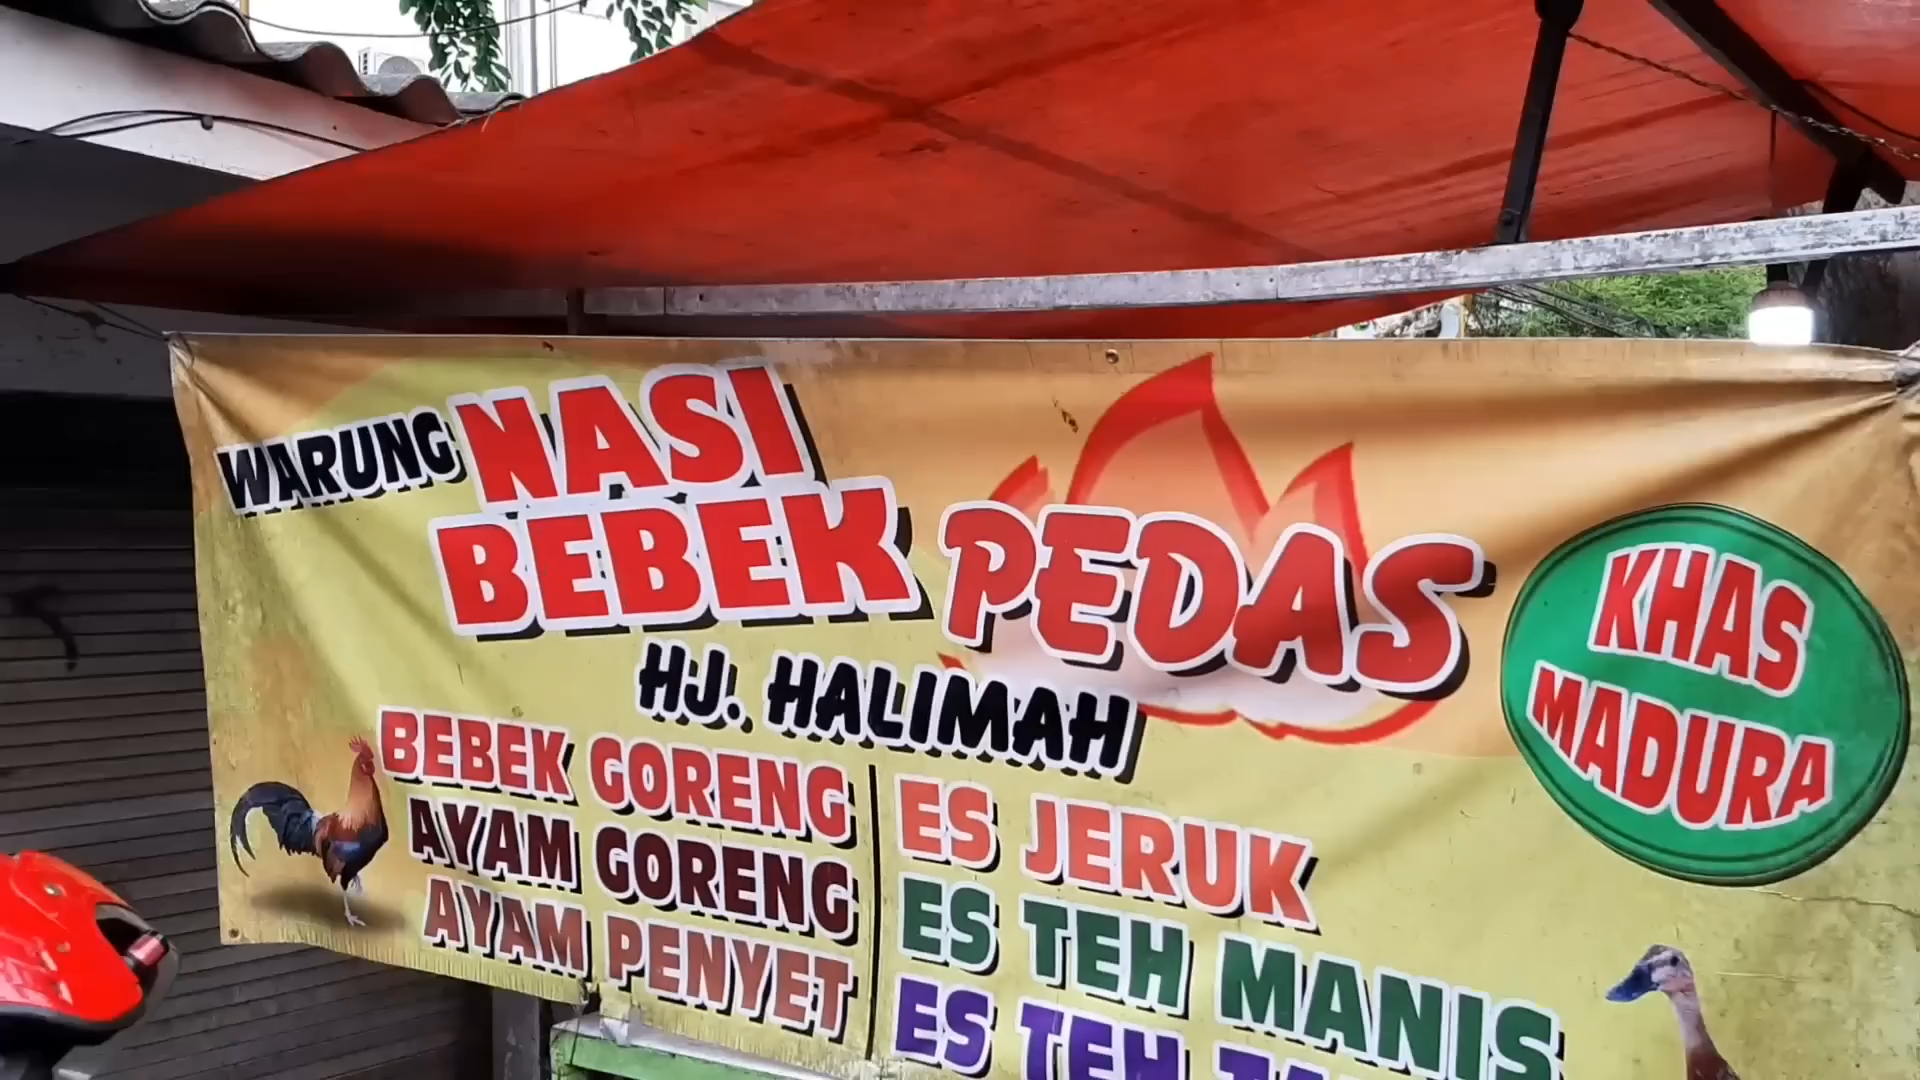 WARUNG NASI
BEBEK PEDAS
HJ. HALIMAH
KHAS
MADURA
BEBEK GORENG
AYAM GORENG
AYAM PENYET
ES JERUK
ES TEH MANIS
ES TEH